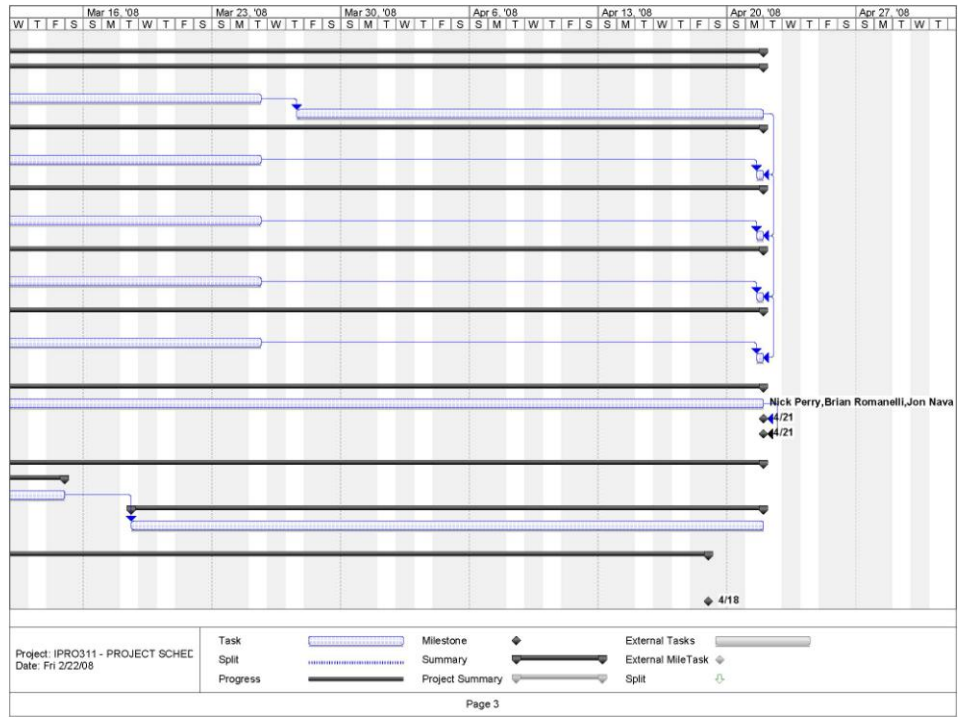 Mar 16, '08 Mar 23, '08 Mar 30, '08 Apr 6, '08 Apr 13, '08 Apr 20, '08 Apr 27, '08
W T F S S M T W T F S S M T W T F S S M T W T F S S M T W T F S S M T W T F S S M T W T F S S M T W T
Nick Perry,Brian Romanelli,Jon Nava
4/21
4/21
4/18
Project: IPRO311 - PROJECT SCHED
Date: Fri 2/22/08
Task Milestone External Tasks
Split Summary External MileTask
Progress Project Summary Split
Page 3